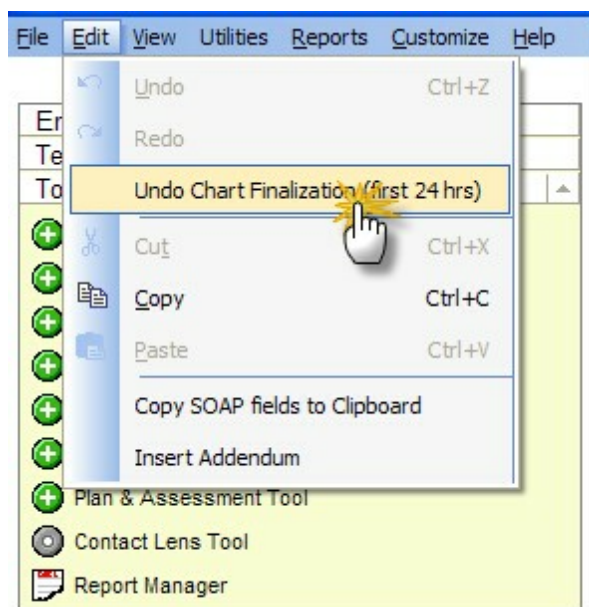 File Edit View Utilities Reports Customize Help
Undo Ctrl+Z
Redo
Undo Chart Finalization (first 24 hrs)
Cut Ctrl+X
Copy Ctrl+C
Paste Ctrl+V
Copy SOAP fields to Clipboard
Insert Addendum
Plan & Assessment Tool
Contact Lens Tool
Report Manager